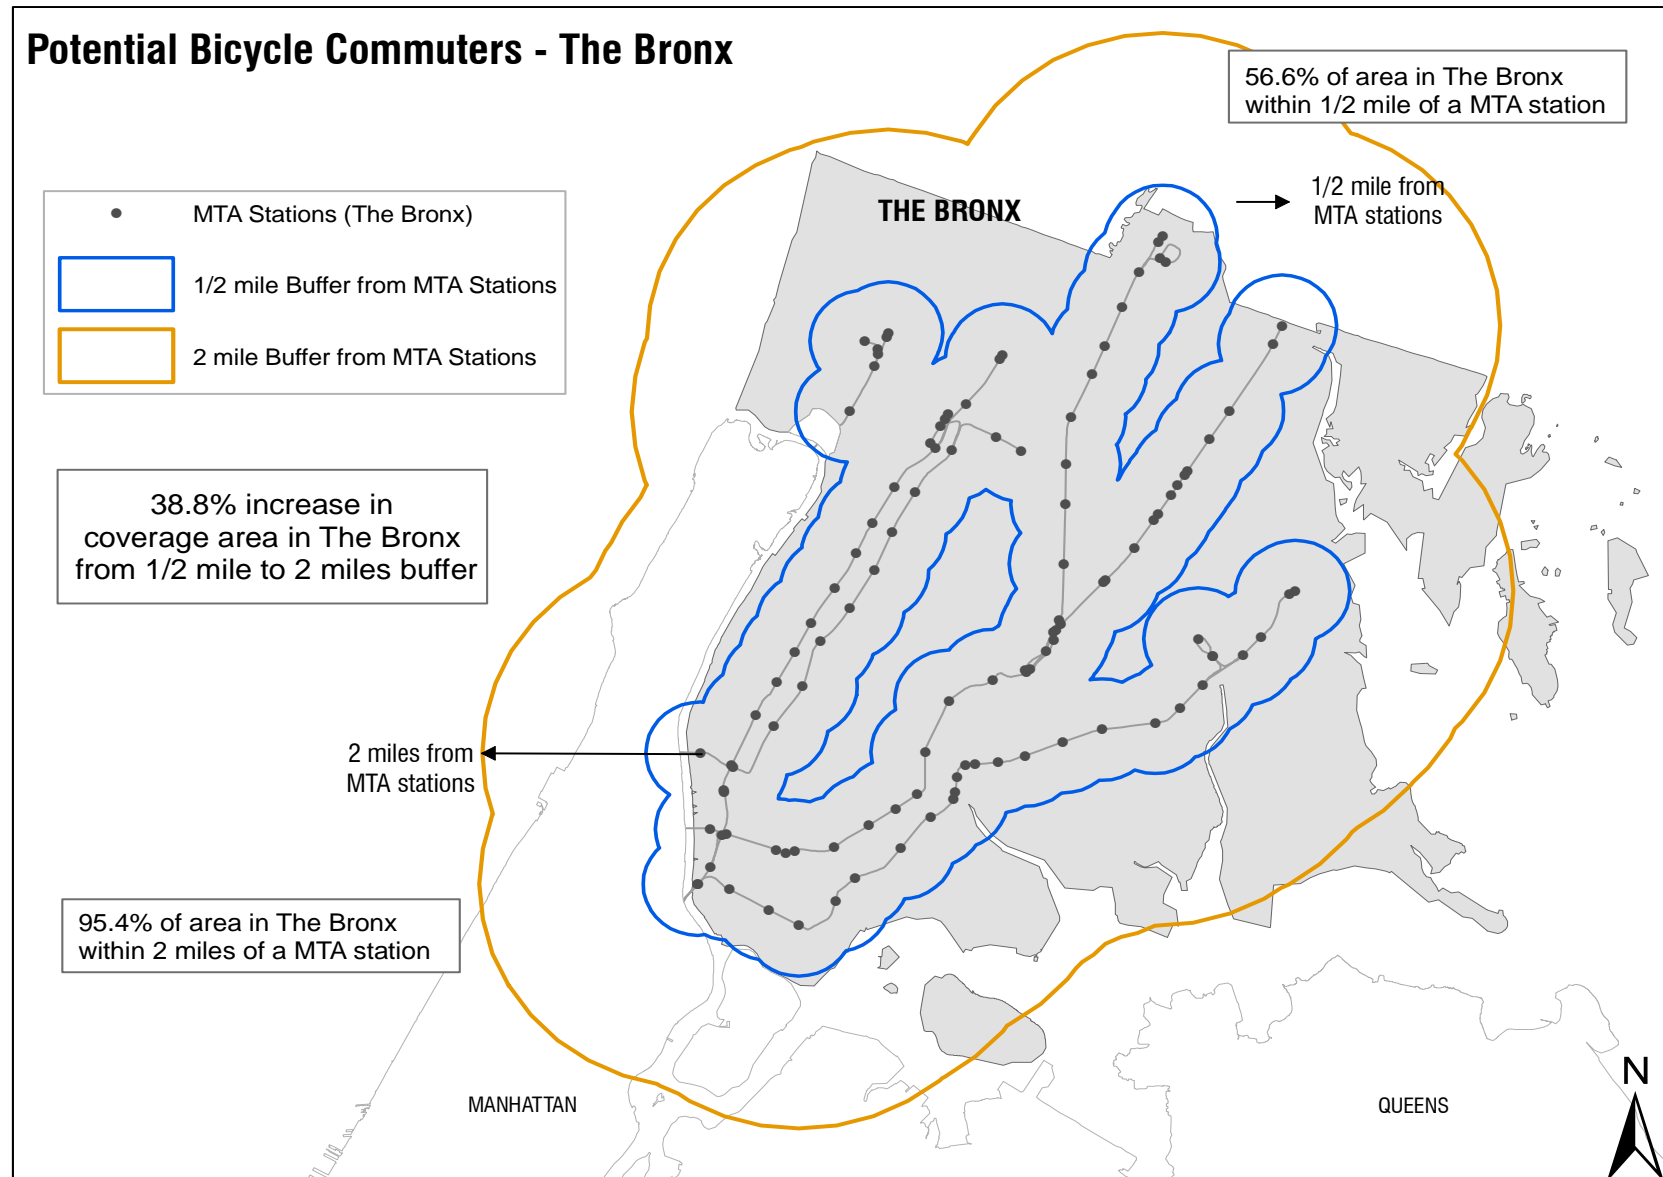 Potential Bicycle Commuters - The Bronx
56.6% of area in The Bronx
within 1/2 mile of a MTA station
MTA Stations (The Bronx)
1/2 mile Buffer from MTA Stations
2 mile Buffer from MTA Stations
THE BRONX
1/2 mile from
MTA stations
38.8% increase in
coverage area in The Bronx
from 1/2 mile to 2 miles buffer
2 miles from
MTA stations
95.4% of area in The Bronx
within 2 miles of a MTA station
MANHATTAN
QUEENS
N